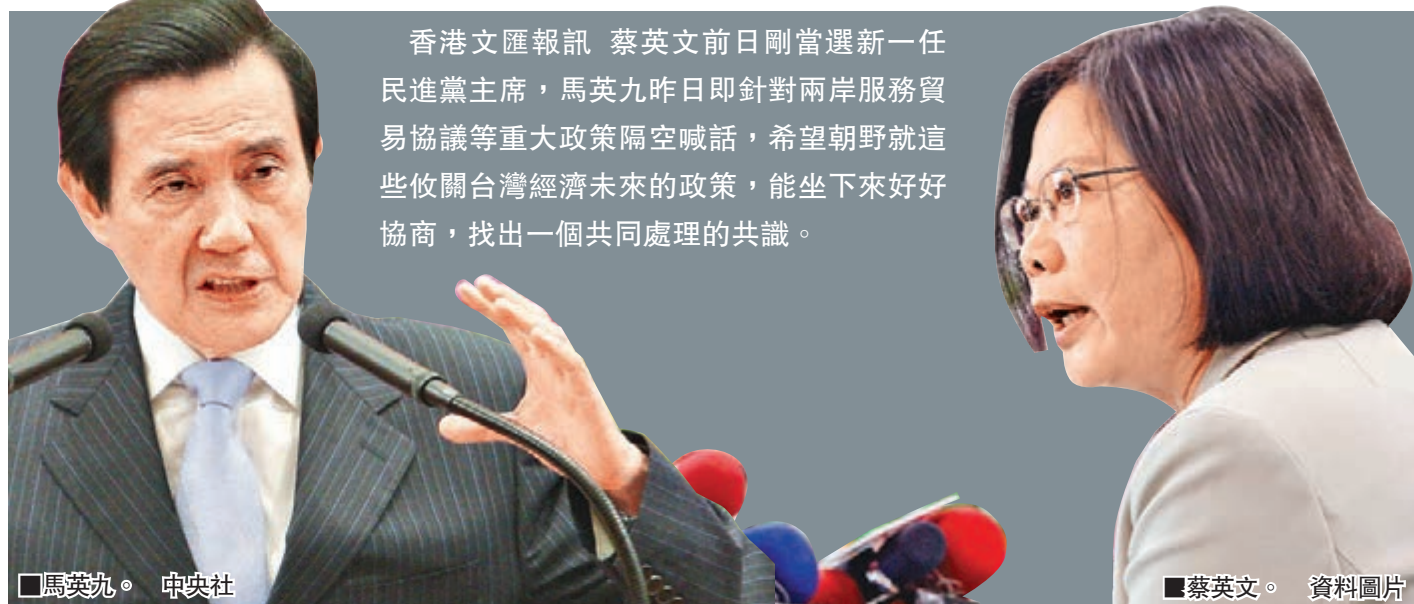 香港文匯報訊 蔡英文前日剛當選新一任
民進黨主席，馬英九昨日即針對兩岸服務貿
易協議等重大政策隔空喊話，希望朝野就這
些攸關台灣經濟未來的政策，能坐下來好好
協商，找出一個共同處理的共識。
■馬英九。 中央社
■蔡英文。 資料圖片